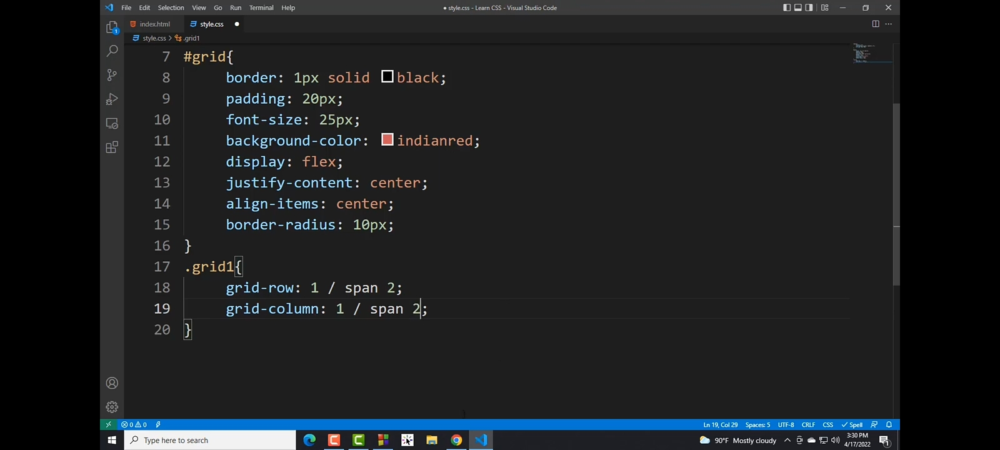 File Edit Selection View Go Run Terminal Help
● style.css - Learn CSS - Visual Studio Code
index.html
style.css ●
style.css > .grid1
1
7 #grid{
8 border: 1px solid black;
9 padding: 20px;
10 font-size: 25px;
11 background-color: indianred;
12 display: flex;
13 justify-content: center;
14 align-items: center;
15 border-radius: 10px;
16 }
17 .grid1{
18 grid-row: 1 / span 2;
19 grid-column: 1 / span 2;
20 }
0 0
Ln 19, Col 29 Spaces: 5 UTF-8 CRLF CSS Spell
Type here to search
90°F Mostly cloudy
3:30 PM
4/17/2022
1